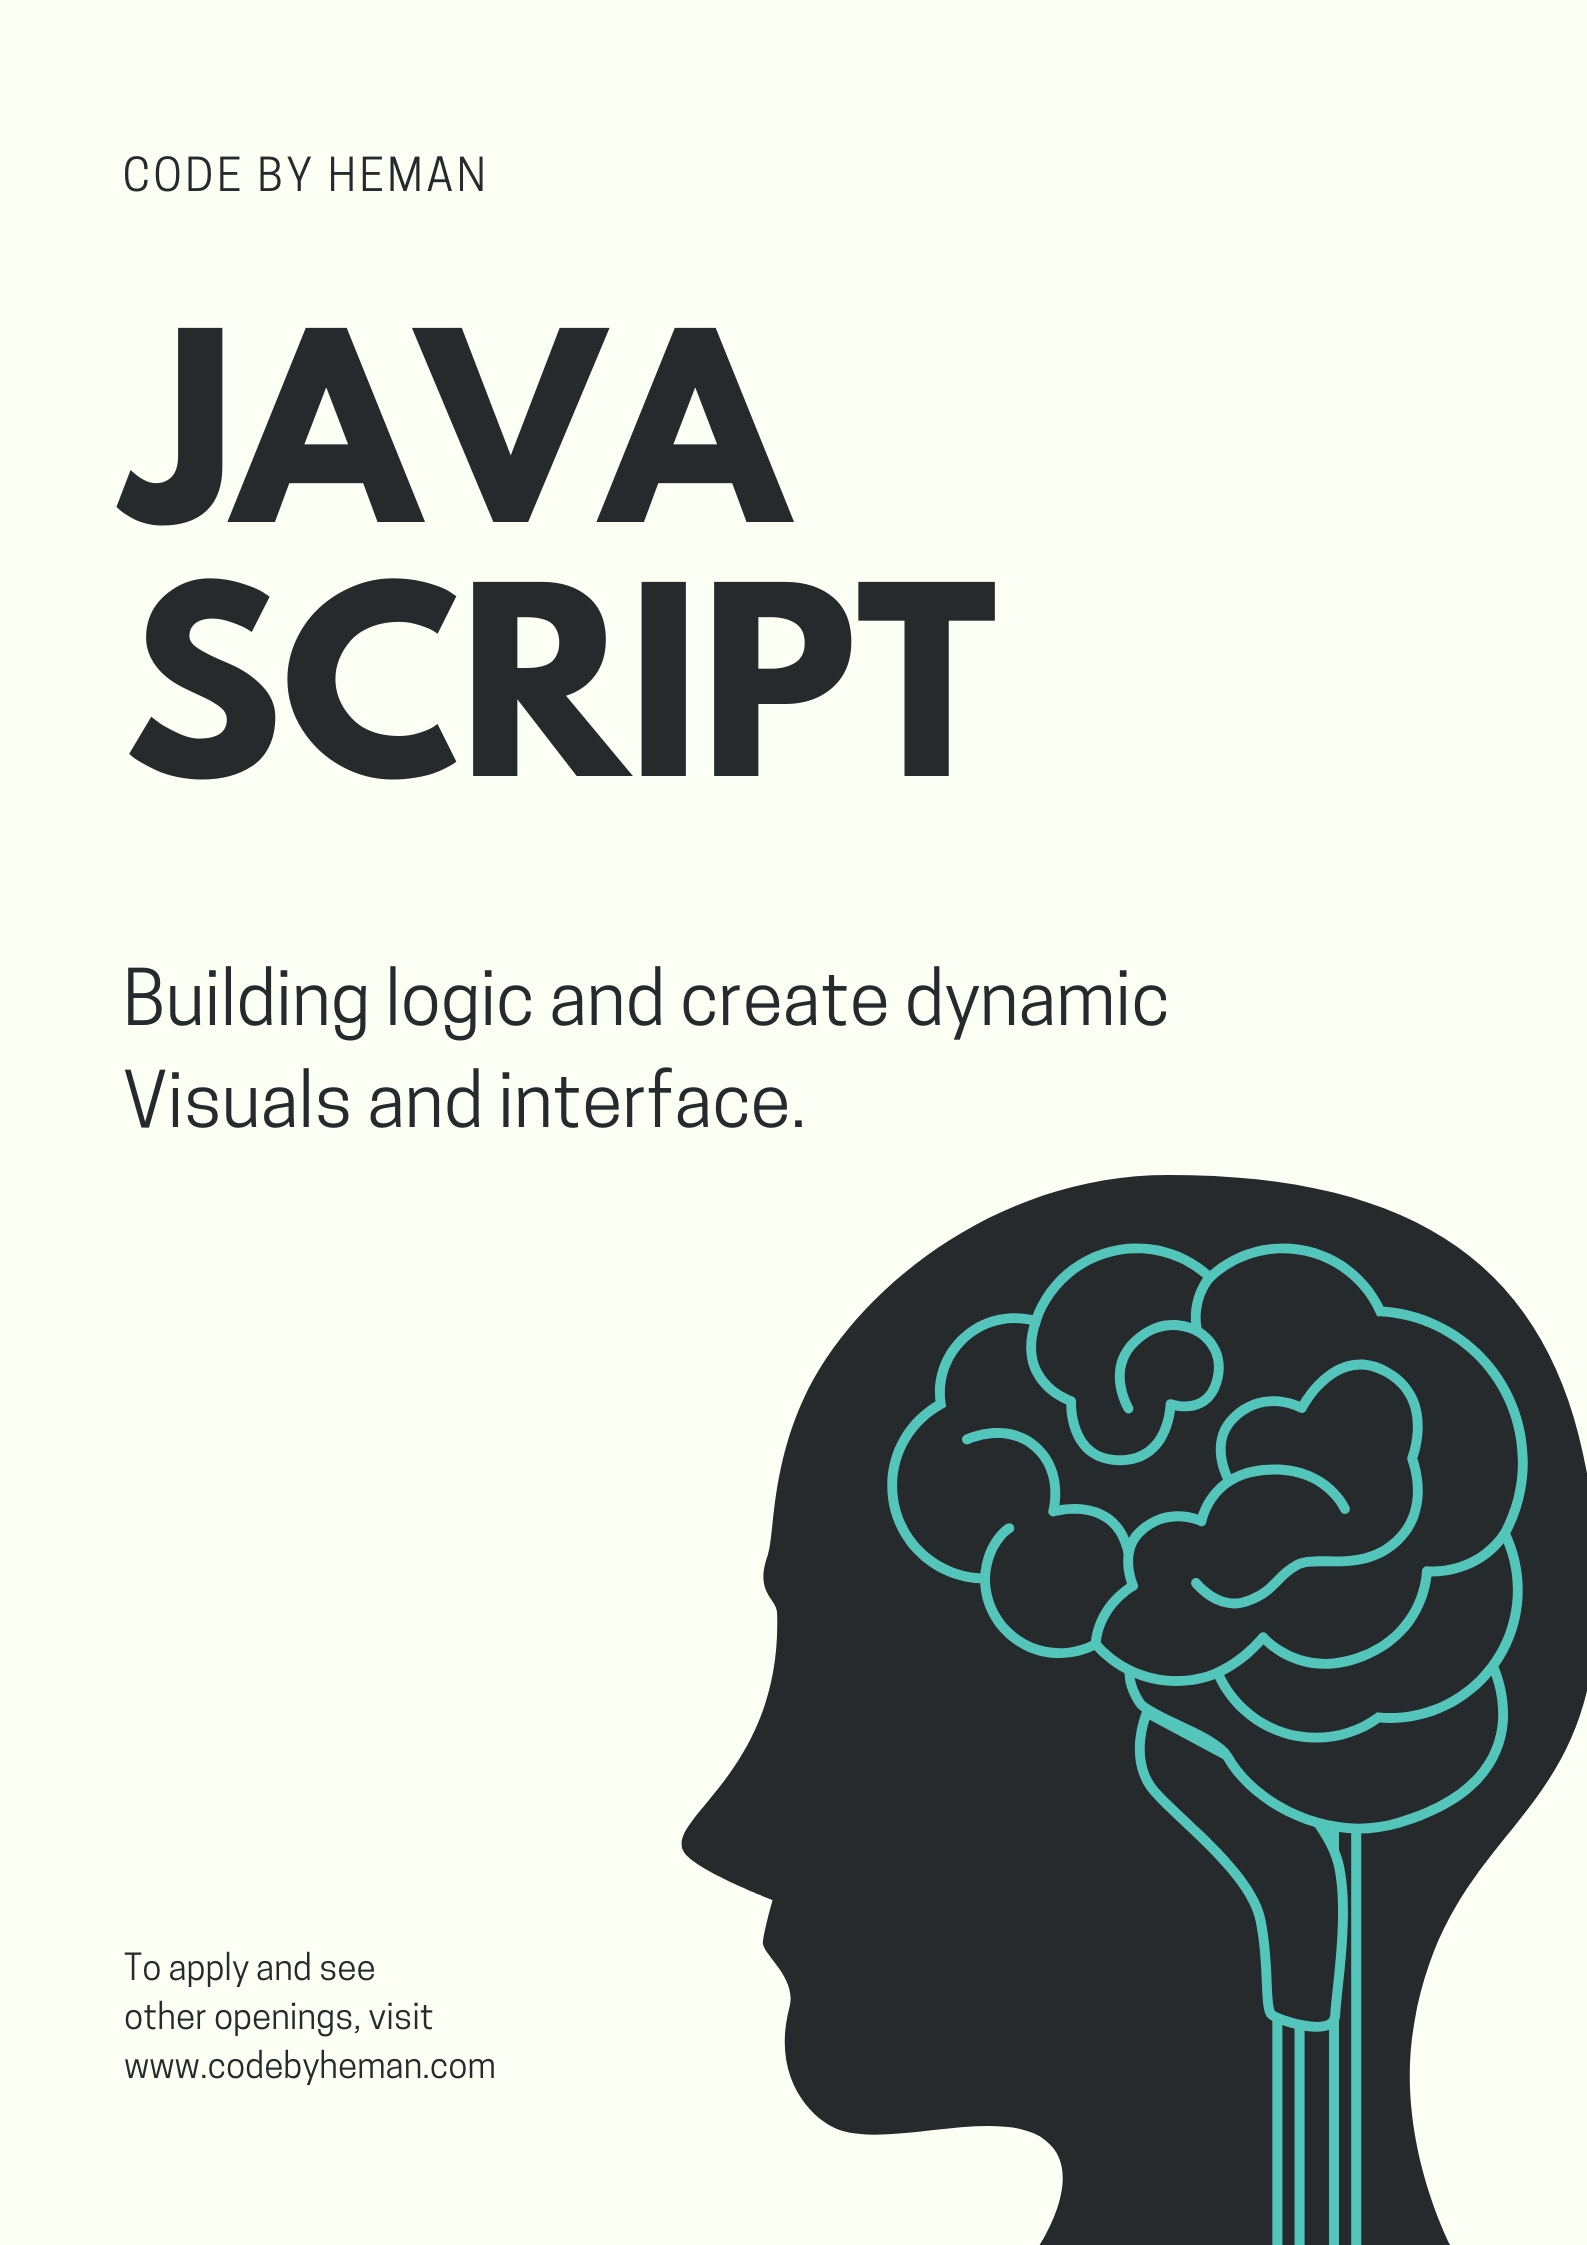 CODE BY HEMAN
JAVA
SCRIPT
Building logic and create dynamic
Visuals and interface.
To apply and see
other openings, visit
www.codebyheman.com